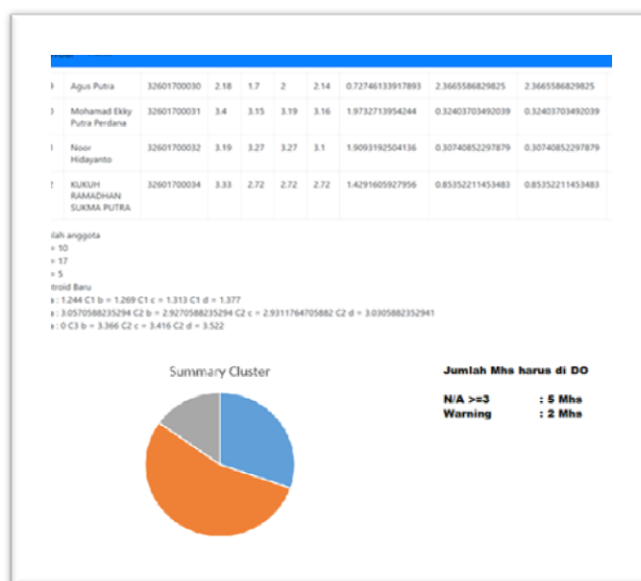 Agus Putra 32601700030 2.18 1.7 2 2.14 0.72746133917893 2.3665586829825 2.3665586829825
Mohamad Ekky 32601700031 3.4 3.15 3.19 3.16 1.9732713954244 0.32403703492039 0.32403703492039
Putra Perdana
Noor 32601700032 3.19 3.27 3.27 3.1 1.9093192504136 0.30740852297879 0.30740852297879
Hidayanto
KUKUH 32601700034 3.33 2.72 2.72 2.72 1.4291605927956 0.85352211453483 0.85352211453483
RAMADHAN
SUKMA PUTRA
lah anggota
= 10
= 17
= 5
troid Baru
a : 1.244 C1 b = 1.269 C1 c = 1.313 C1 d = 1.377
a : 3.0570588235294 C2 b = 2.9270588235294 C2 c = 2.9311764705882 C2 d = 3.0305882352941
a : 0 C3 b = 3.366 C2 c = 3.416 C2 d = 3.522
Summary Cluster
Jumlah Mhs harus di DO
N/A >=3 : 5 Mhs
Warning : 2 Mhs